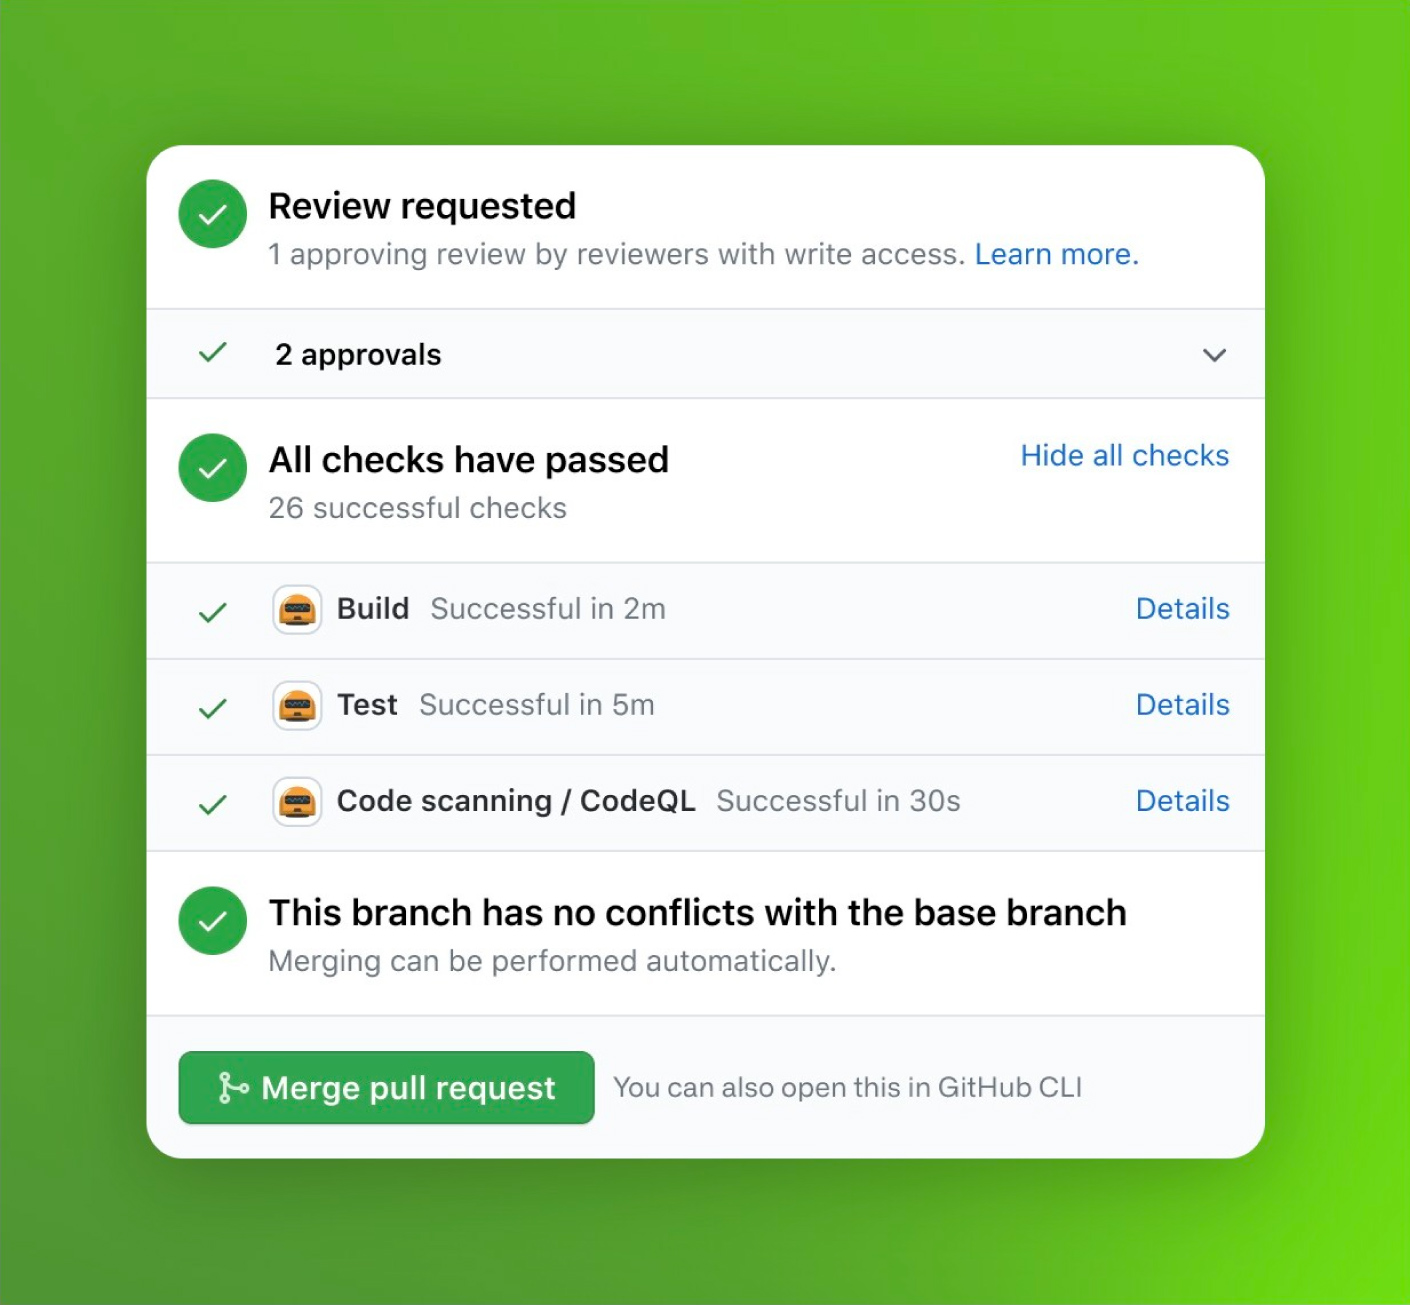 Review requested
1 approving review by reviewers with write access. Learn more.
2 approvals
All checks have passed
Hide all checks
26 successful checks
Build Successful in 2m Details
Test Successful in 5m Details
Code scanning / CodeQL Successful in 30s Details
This branch has no conflicts with the base branch
Merging can be performed automatically.
Merge pull request You can also open this in GitHub CLI